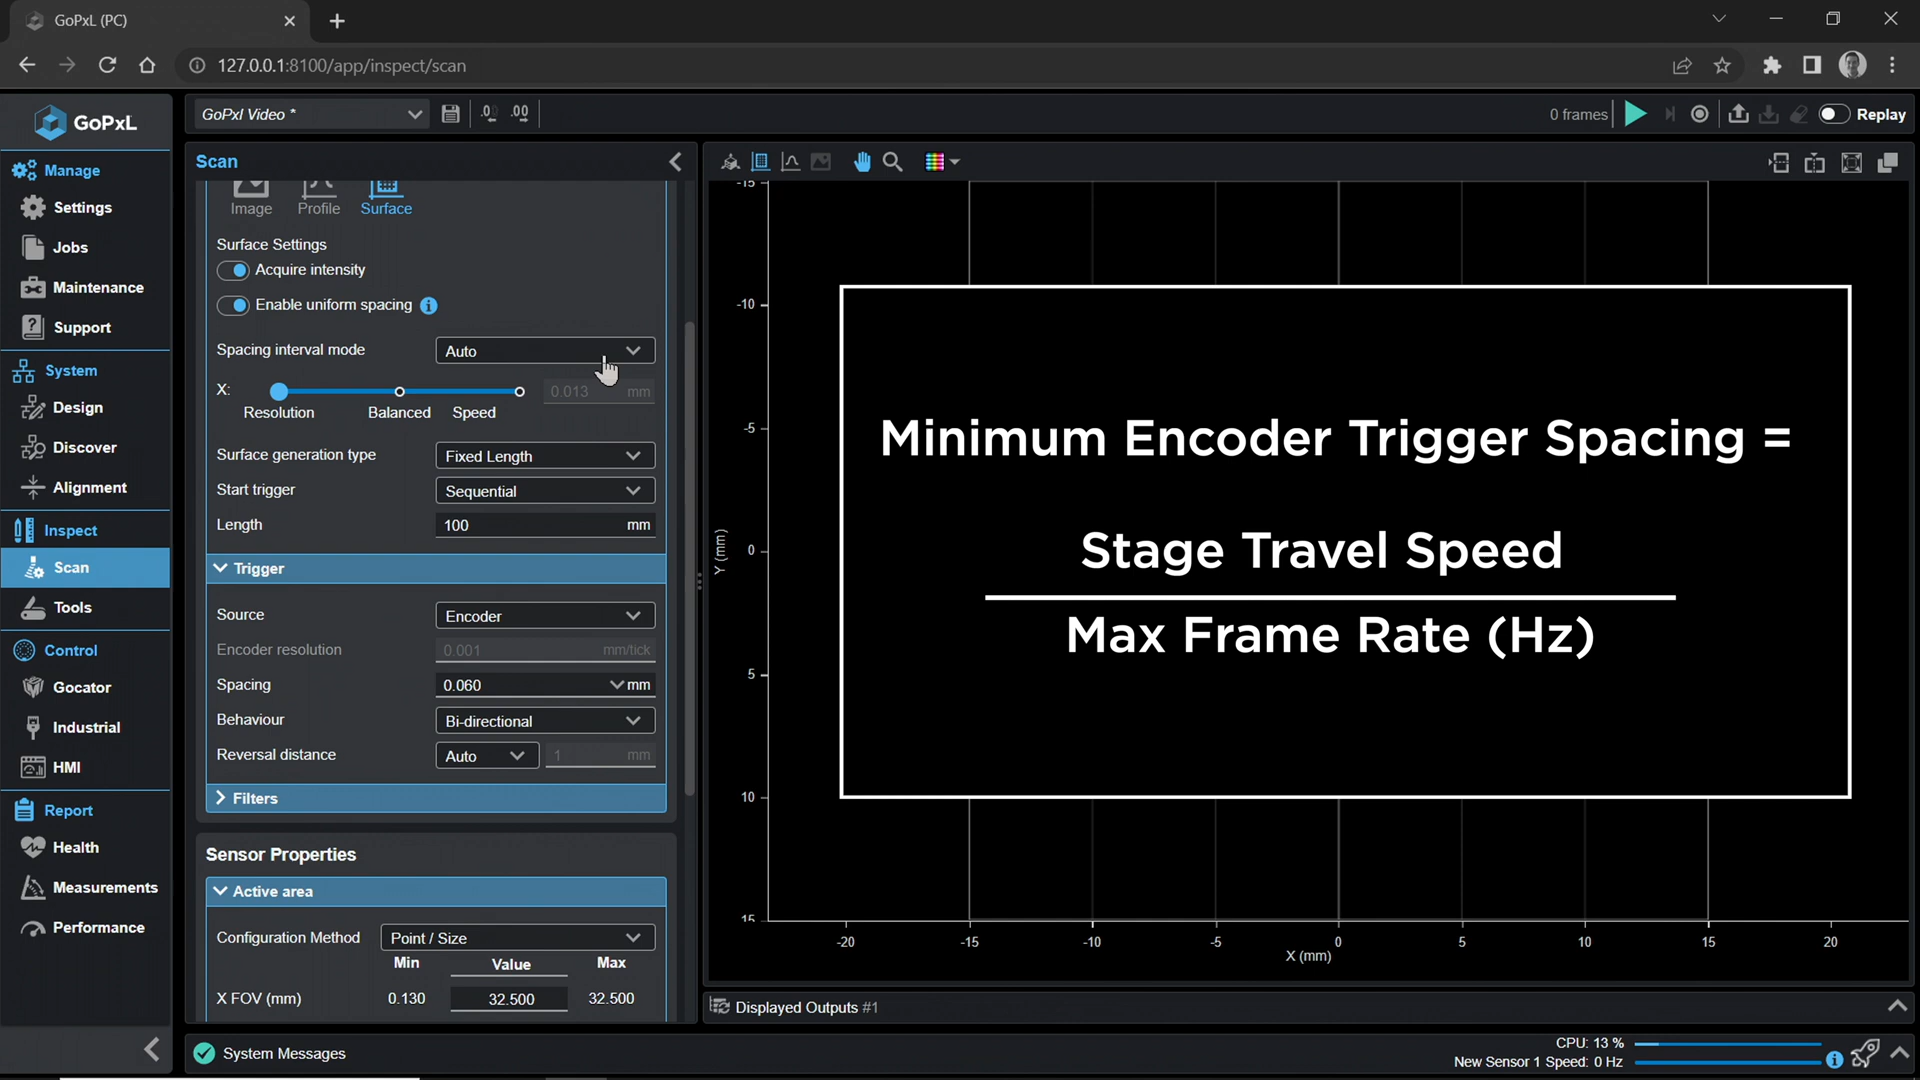 GoPxL (PC)
127.0.0.1:8100/app/inspect/scan
GoPxL
GoPxl Video *
0 frames
Replay
Manage
Settings
Jobs
Maintenance
Support
System
Design
Discover
Alignment
Inspect
Scan
Tools
Control
Gocator
Industrial
HMI
Report
Health
Measurements
Performance
Scan
Image Profile Surface
Surface Settings
Acquire intensity
Enable uniform spacing
Spacing interval mode Auto
X: 0.013 mm
Resolution Balanced Speed
Surface generation type Fixed Length
Start trigger Sequential
Length 100 mm
Trigger
Source Encoder
Encoder resolution 0.001 mm/tick
Spacing 0.060 mm
Behaviour Bi-directional
Reversal distance Auto 1 mm
Filters
Sensor Properties
Active area
Configuration Method Point / Size
Min Value Max
X FOV (mm) 0.130 32.500 32.500
-15
-10
-5
0
5
10
15
Y (mm)
Minimum Encoder Trigger Spacing =
Stage Travel Speed
Max Frame Rate (Hz)
-20 -15 -10 -5 0 5 10 15 20
X (mm)
Displayed Outputs #1
System Messages
CPU: 13 %
New Sensor 1 Speed: 0 Hz